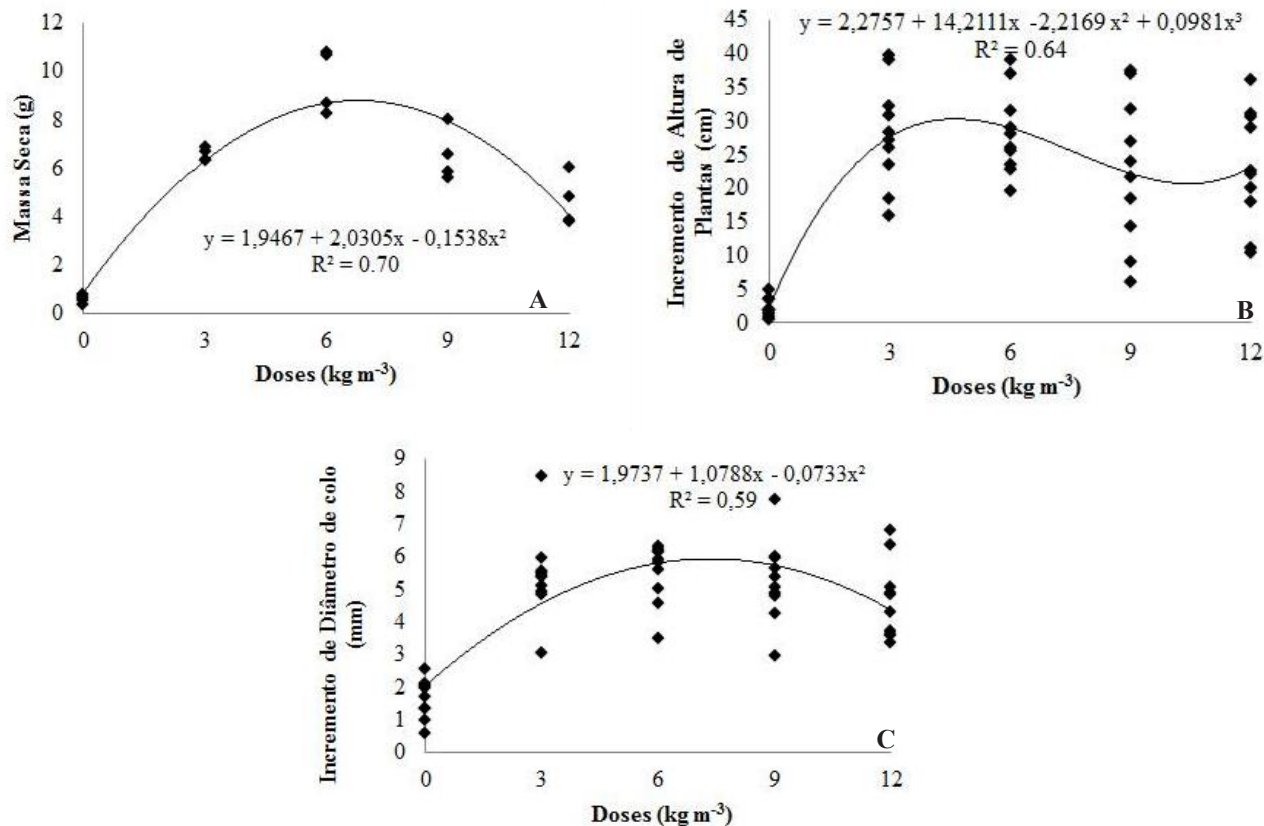 12
10
8
6
4
2
0
Massa Seca (g)
y = 1,9467 + 2,0305x - 0,1538x²
R² = 0.70
A
0 3 6 9 12
Doses (kg m⁻³)
45
40
35
30
25
20
15
10
5
0
Incremento de Altura de
Plantas (cm)
y = 2,2757 + 14,2111x -2,2169 x² + 0,0981x³
R² = 0.64
B
0 3 6 9 12
Doses (kg m⁻³)
9
8
7
6
5
4
3
2
1
0
Incremento de Diâmetro de colo
(mm)
y = 1,9737 + 1,0788x - 0,0733x²
R² = 0,59
C
0 3 6 9 12
Doses (kg m⁻³)